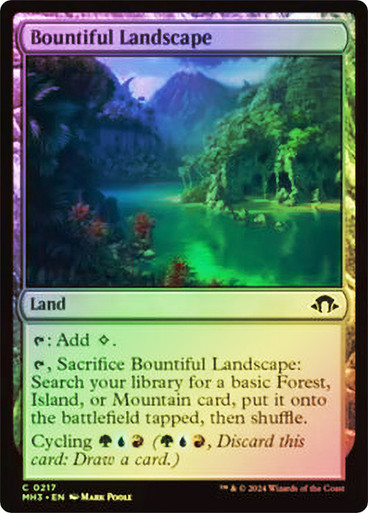 Bountiful Landscape
Land
: Add .
, Sacrifice Bountiful Landscape:
Search your library for a basic Forest,
Island, or Mountain card, put it onto
the battlefield tapped, then shuffle.
Cycling (, Discard this
card: Draw a card.)
C 0217
MH3 • EN Mark Poole
™ & © 2024 Wizards of the Coast